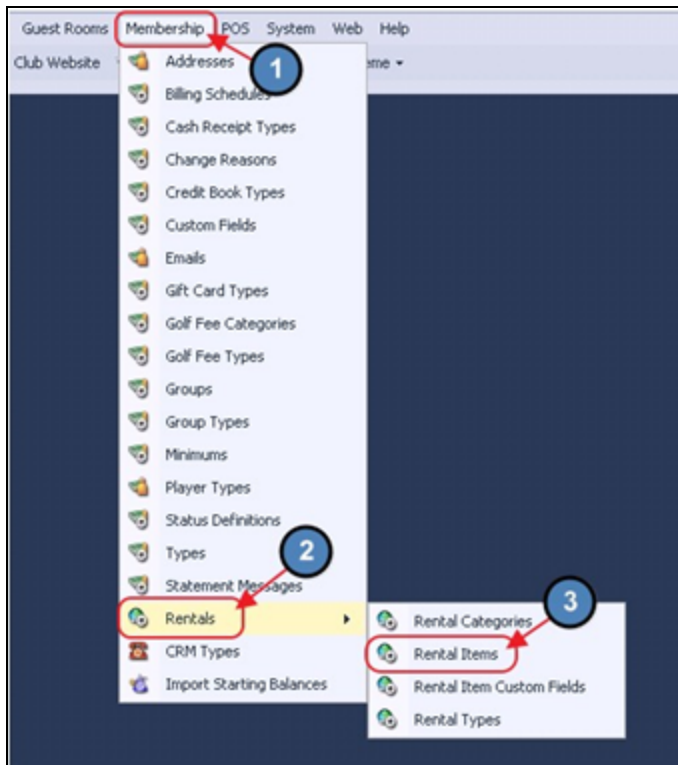 Guest Rooms Membership POS System Web Help
Club Website
Addresses
1
Billing Schedules
Cash Receipt Types
Change Reasons
Credit Book Types
Custom Fields
Emails
Gift Card Types
Golf Fee Categories
Golf Fee Types
Groups
Group Types
Minimums
Player Types
Status Definitions
Types
2
Statement Messages
Rentals
CRM Types
Import Starting Balances
3
Rental Categories
Rental Items
Rental Item Custom Fields
Rental Types